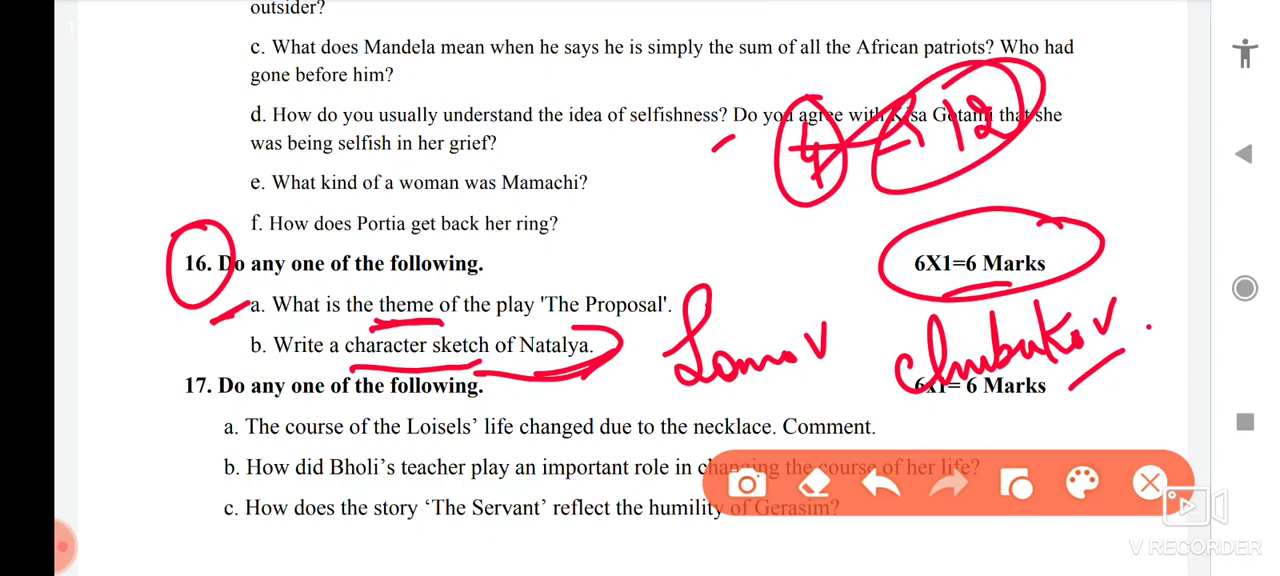 outsider?
c. What does Mandela mean when he says he is simply the sum of all the African patriots? Who had
gone before him?
d. How do you usually understand the idea of selfishness? Do you agree with Kisa Gotami that she
was being selfish in her grief?
4 12
e. What kind of a woman was Mamachi?
f. How does Portia get back her ring?
16. Do any one of the following. 6X1=6 Marks
a. What is the theme of the play 'The Proposal'.
b. Write a character sketch of Natalya. Lomov Chubukov
17. Do any one of the following. 6x1= 6 Marks
a. The course of the Loisels’ life changed due to the necklace. Comment.
b. How did Bholi’s teacher play an important role in changing the course of her life?
c. How does the story ‘The Servant’ reflect the humility of Gerasim?
V RECORDER